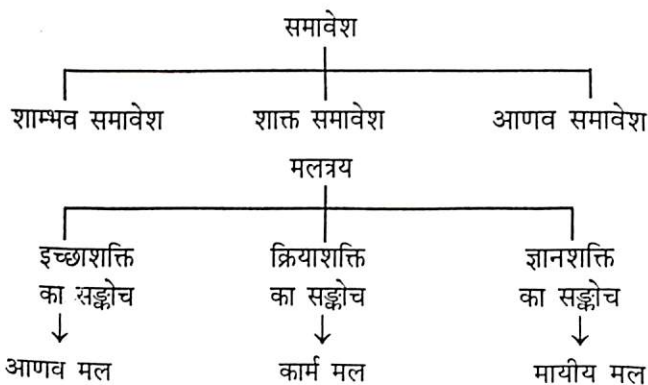 समावेश
शाम्भव समावेश शाक्त समावेश आणव समावेश
मलत्रय
इच्छाशक्ति क्रियाशक्ति ज्ञानशक्ति
का सङ्कोच का सङ्कोच का सङ्कोच
आणव मल कार्म मल मायीय मल